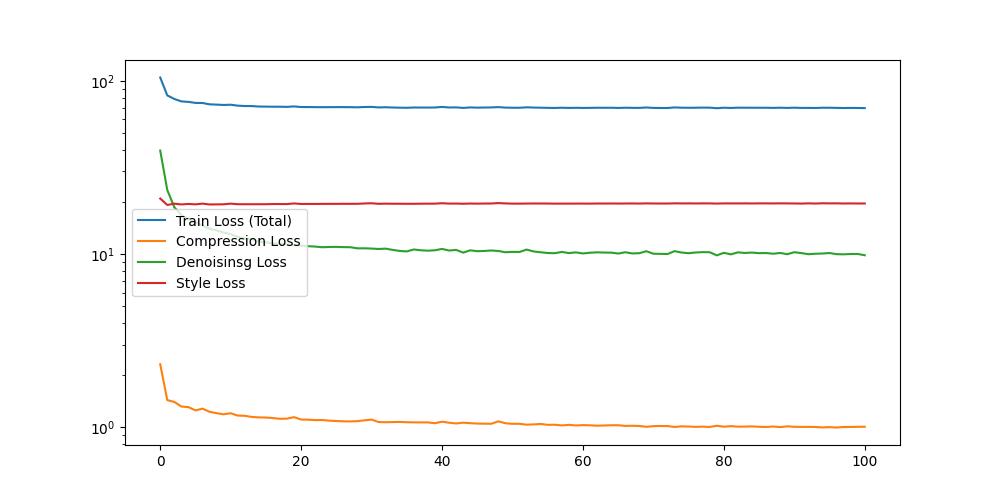 10²
10¹
10⁰
Train Loss (Total)
Compression Loss
Denoisinsg Loss
Style Loss
0 20 40 60 80 100